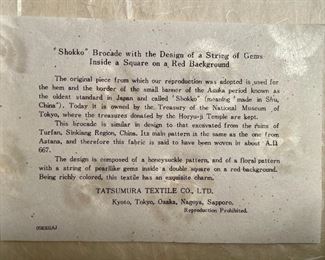 "Shokko" Brocade with the Design of a String of Gems
Inside a Square on a Red Background
The original piece from which our reproduction was adopted is used for
the hem and the border of the small banner of the Asuka period known as
the oldest standard in Japan and called "Shokko" (meaning "made in Shu,
China"). Today it is owned by the Treasury of the National Museum of
Tokyo, where the treasures donated by the Horyu-ji Temple are kept.
This brocade is similar in design to that excavated from the ruins of
Turfan, Sinkiang Region, China. Its main pattern is the same as the one from
Astana, and therefore this fabric is said to have been woven in about A.D.
667.
The design is composed of a honeysuckle pattern, and of a floral pattern
with a string of pearllike gems inside a double square on a red background.
Being richly colored, this textile has an exquisite charm.
TATSUMURA TEXTILE CO., LTD.
Kyoto, Tokyo, Osaka, Nagoya, Sapporo.
Reproduction Prohibited.